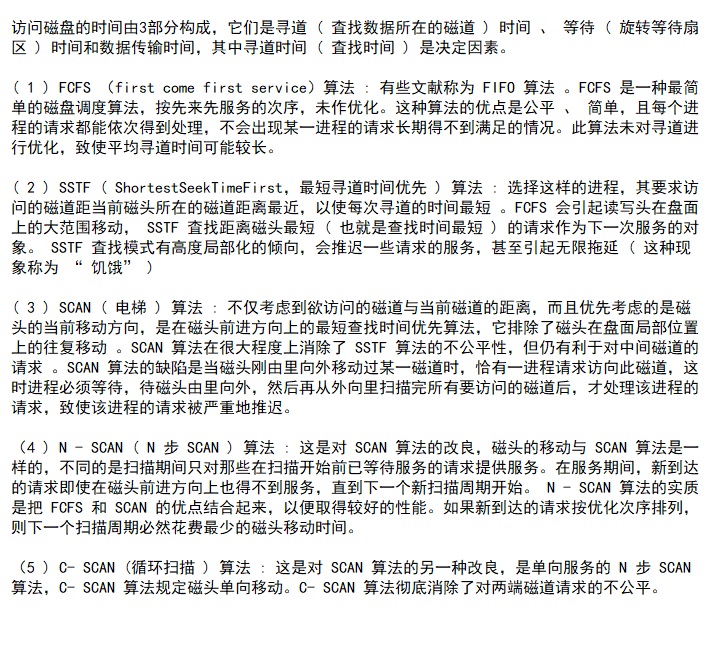 访问磁盘的时间由3部分构成，它们是寻道 （ 查找数据所在的磁道 ）时间 、 等待 （ 旋转等待扇
区 ）时间和数据传输时间，其中寻道时间 （ 查找时间 ）是决定因素。
（ 1 ）FCFS （first come first service）算法 ： 有些文献称为 FIFO 算法 。FCFS 是一种最简
单的磁盘调度算法，按先来先服务的次序，未作优化。这种算法的优点是公平 、 简单，且每个进
程的请求都能依次得到处理，不会出现某一进程的请求长期得不到满足的情况。此算法未对寻道进
行优化，致使平均寻道时间可能较长。
（ 2 ）SSTF （ ShortestSeekTimeFirst，最短寻道时间优先 ）算法 ： 选择这样的进程，其要求访
问的磁道距当前磁头所在的磁道距离最近，以使每次寻道的时间最短 。FCFS 会引起读写头在盘面
上的大范围移动， SSTF 查找距离磁头最短（ 也就是查找时间最短 ）的请求作为下一次服务的对
象。 SSTF 查找模式有高度局部化的倾向，会推迟一些请求的服务，甚至引起无限拖延（ 这种现
象称为 “ 饥饿” ）
（ 3 ）SCAN（ 电梯 ）算法 ： 不仅考虑到欲访问的磁道与当前磁道的距离，而且优先考虑的是磁
头的当前移动方向，是在磁头前进方向上的最短查找时间优先算法，它排除了磁头在盘面局部位置
上的往复移动 。SCAN 算法在很大程度上消除了 SSTF 算法的不公平性，但仍有利于对中间磁道的
请求 。SCAN 算法的缺陷是当磁头刚由里向外移动过某一磁道时，恰有一进程请求访向此磁道，这
时进程必须等待，待磁头由里向外，然后再从外向里扫描完所有要访问的磁道后，才处理该进程的
请求，致使该进程的请求被严重地推迟。
（4 ）N － SCAN（ N 步 SCAN ）算法 ： 这是对 SCAN 算法的改良，磁头的移动与 SCAN 算法是一
样的，不同的是扫描期间只对那些在扫描开始前已等待服务的请求提供服务。在服务期间，新到达
的请求即使在磁头前进方向上也得不到服务，直到下一个新扫描周期开始。 N － SCAN 算法的实质
是把 FCFS 和 SCAN 的优点结合起来，以便取得较好的性能。如果新到达的请求按优化次序排列，
则下一个扫描周期必然花费最少的磁头移动时间。
（5 ）C- SCAN（循环扫描 ）算法 ： 这是对 SCAN 算法的另一种改良，是单向服务的 N 步 SCAN
算法，C- SCAN 算法规定磁头单向移动。C- SCAN 算法彻底消除了对两端磁道请求的不公平。